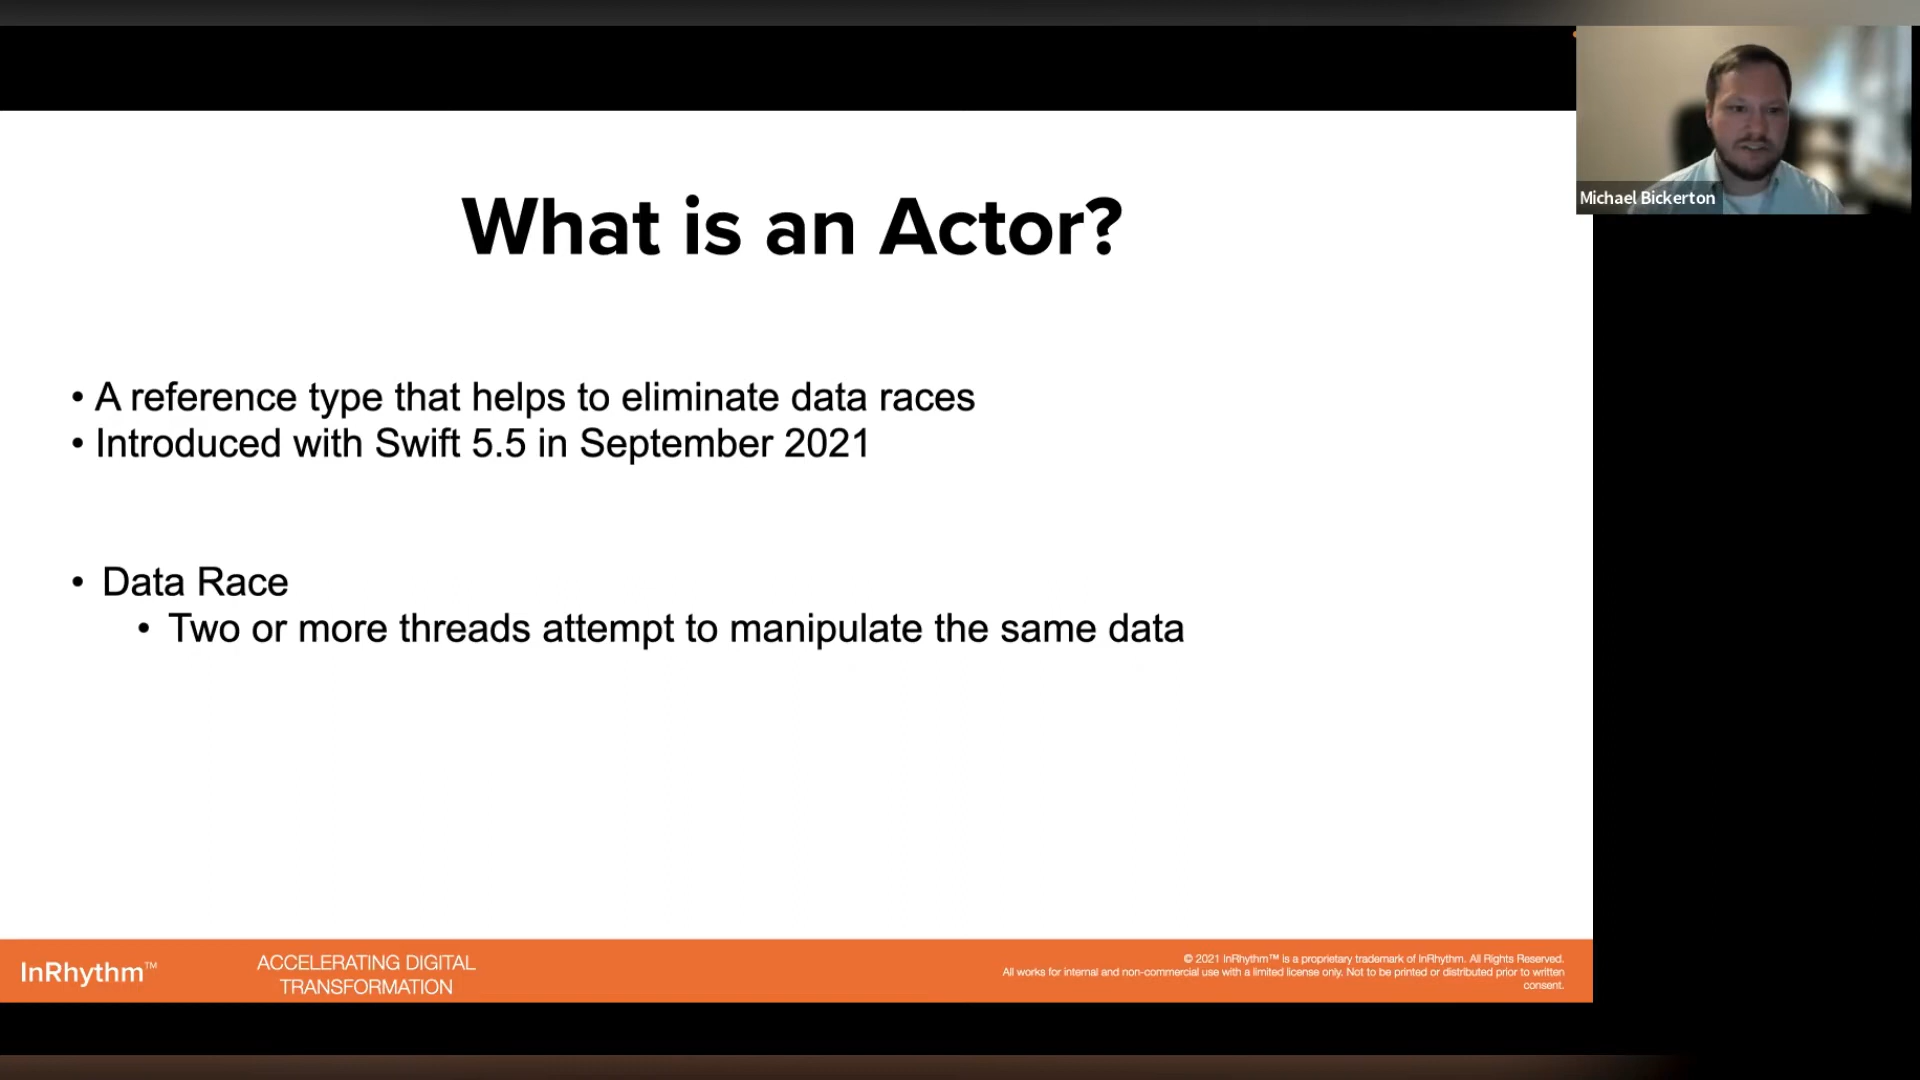 Michael Bickerton
What is an Actor?
• A reference type that helps to eliminate data races
• Introduced with Swift 5.5 in September 2021
• Data Race
• Two or more threads attempt to manipulate the same data
InRhythm™
ACCELERATING DIGITAL
TRANSFORMATION
© 2021 InRhythm™ is a proprietary trademark of InRhythm. All Rights Reserved.
All works for internal and non-commercial use with a limited license only. Not to be printed or distributed prior to written
consent.